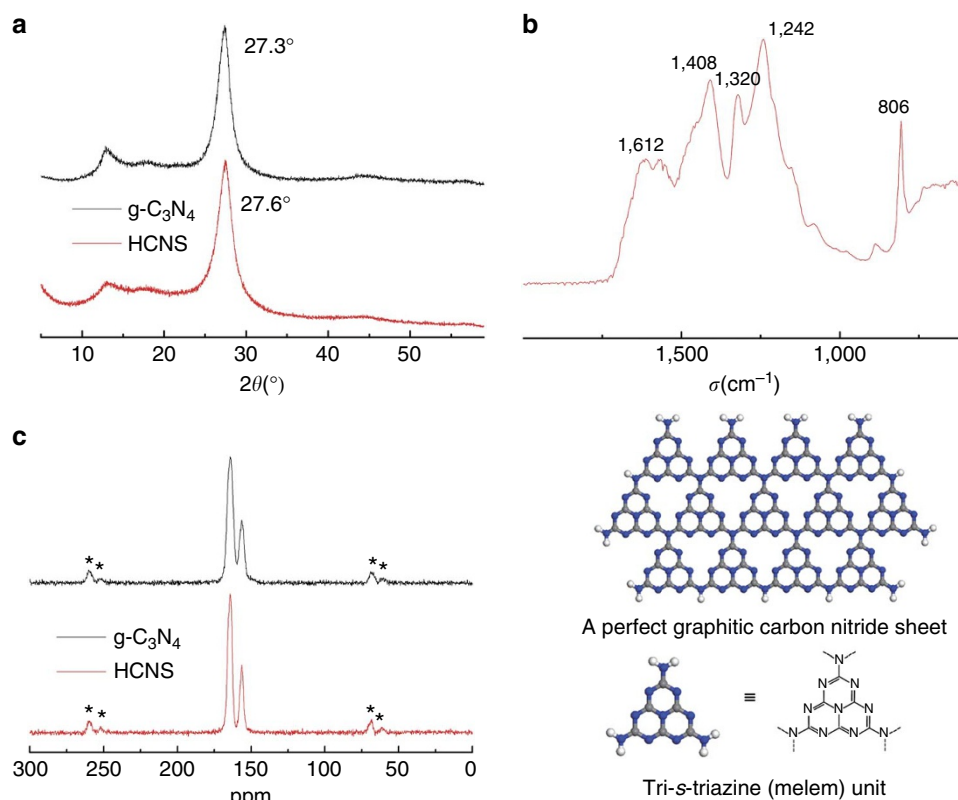 a
27.3°
g-C₃N₄
HCNS
27.6°
10 20 30 40 50
2θ(°)
b
1,242
1,408
1,320
806
1,612
1,500 1,000
σ(cm⁻¹)
c
* * * *
g-C₃N₄
HCNS
* * * *
300 250 200 150 100 50 0
ppm
A perfect graphitic carbon nitride sheet
N
N N
N N N
N N N N N
≡
Tri-s-triazine (melem) unit